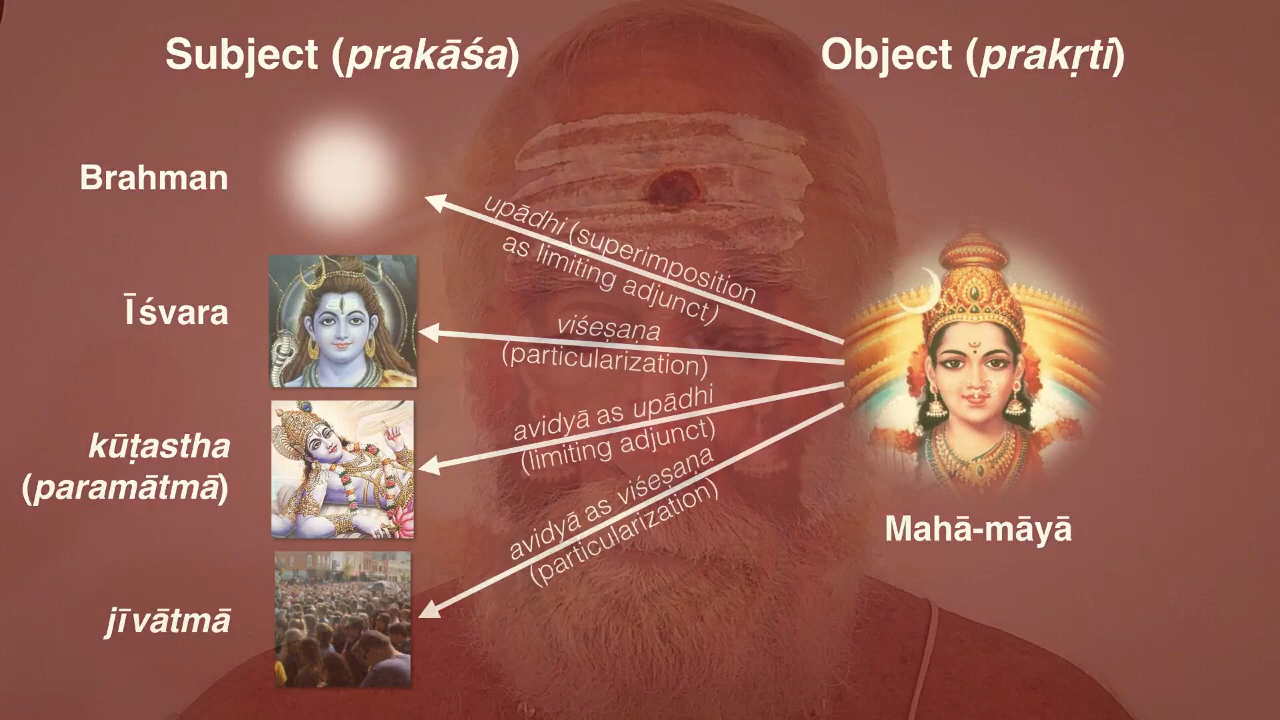 Subject (prakāśa)
Object (prakṛti)
Brahman
upādhi (superimposition
as limiting adjunct)
Īśvara
viśeṣaṇa
(particularization)
kūṭastha
(paramātmā)
avidyā as upādhi
(limiting adjunct)
avidyā as viśeṣaṇa
(particularization)
jīvātmā
Mahā-māyā